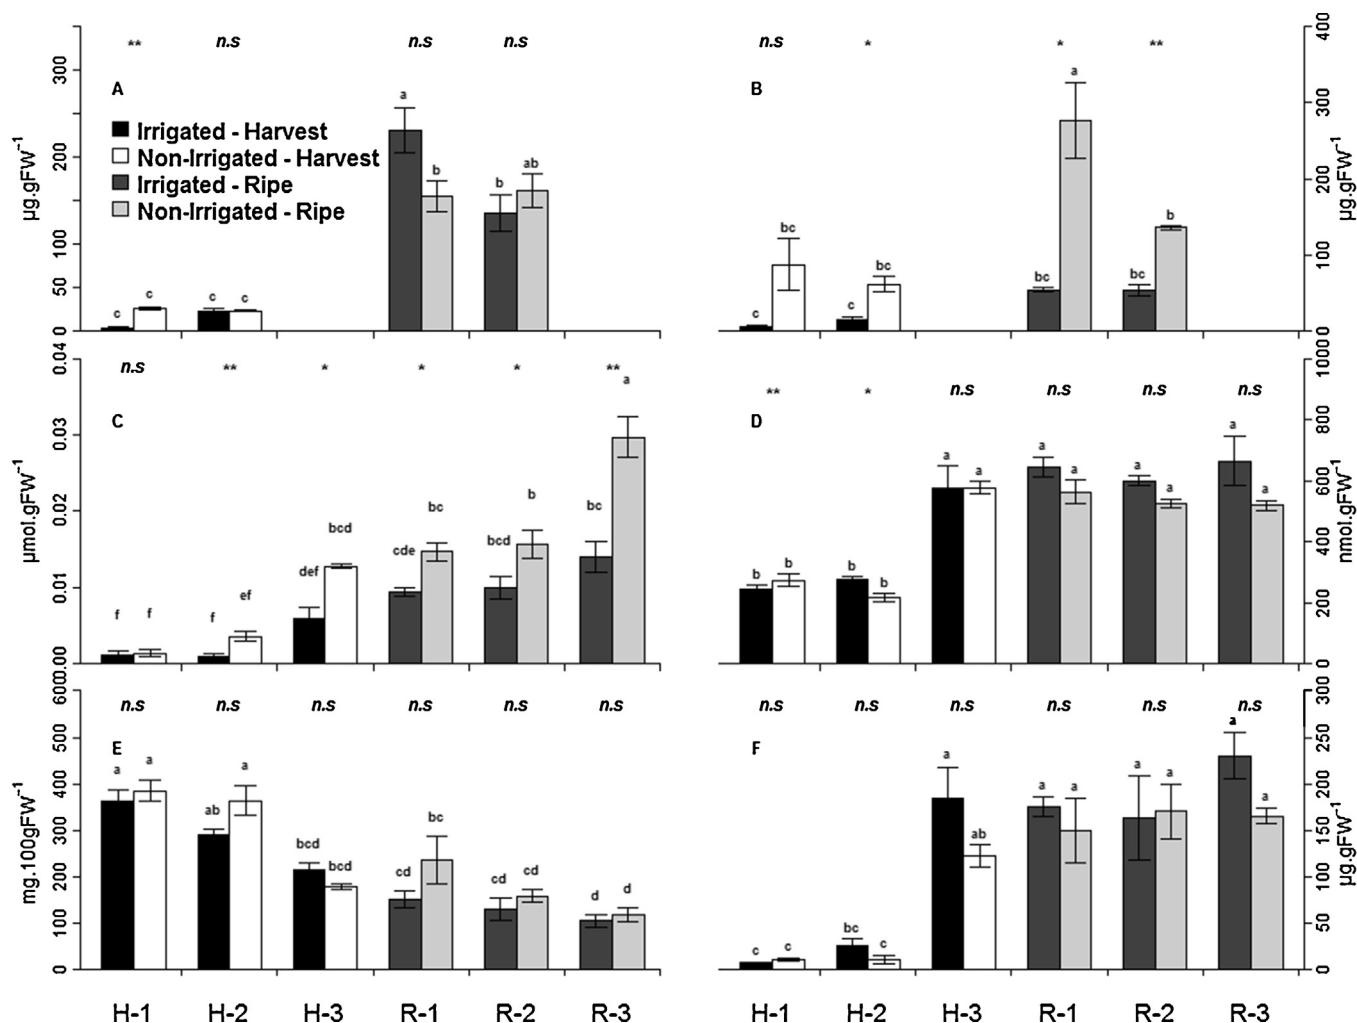 ** n.s n.s n.s
A
300
200
100
50
0
µg.gFW⁻¹
Irrigated - Harvest
Non-Irrigated - Harvest
Irrigated - Ripe
Non-Irrigated - Ripe
c c c c a b b ab
n.s * * **
B
400
300
200
100
0
µg.gFW⁻¹
c bc c bc bc a bc b
n.s ** * * * **
C
0.04
0.03
0.02
0.01
0.00
µmol.gFW⁻¹
f f f ef def bcd cde bc bcd b bc a
** * n.s n.s n.s n.s
D
1000
800
600
400
200
0
nmol.gFW⁻¹
b b b b a a a a a a a a
n.s n.s n.s n.s n.s n.s
E
600
500
400
300
200
100
0
mg.100gFW⁻¹
a a ab a bcd bcd cd bc cd cd d d
n.s n.s n.s n.s n.s n.s
F
300
250
200
150
100
50
0
µg.gFW⁻¹
c c bc c a ab a a a a a a
H-1 H-2 H-3 R-1 R-2 R-3
H-1 H-2 H-3 R-1 R-2 R-3